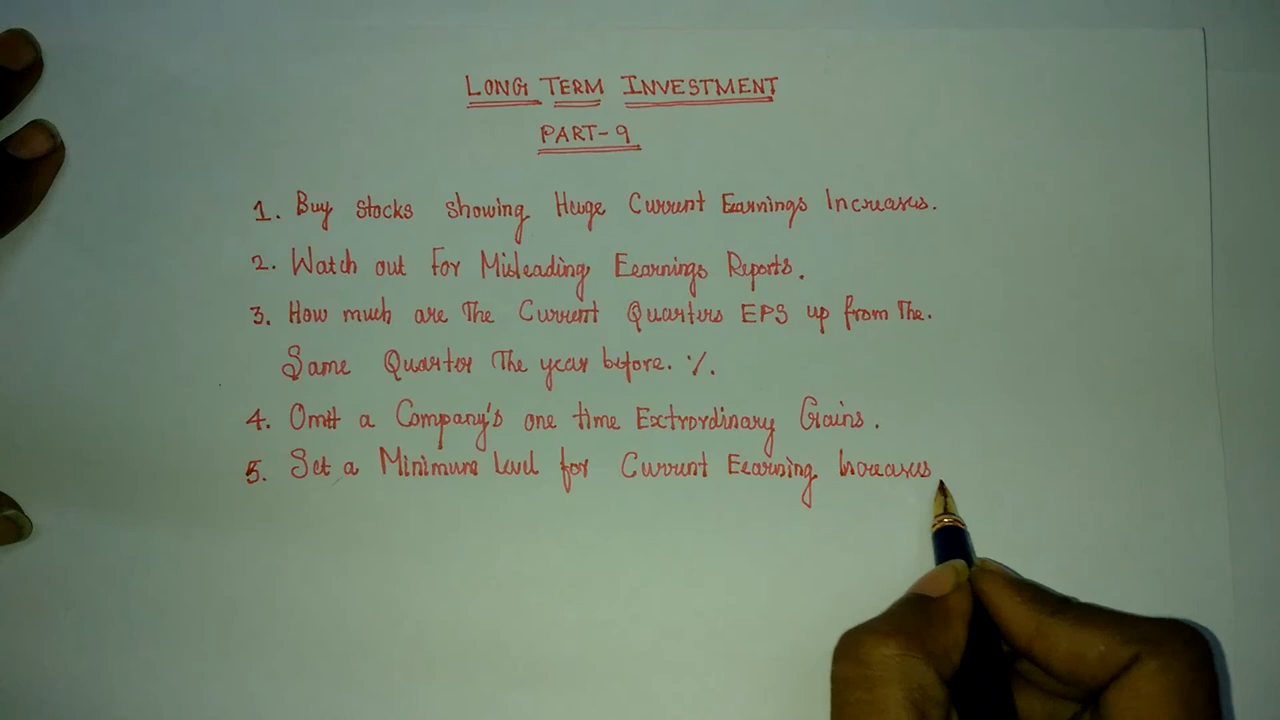 LONG TERM INVESTMENT
PART-9
1. Buy Stocks showing Huge Current Earnings Increases.
2. Watch out For Misleading Eearnings Reports.
3. How much are The Current Quarters EPS up from The.
Same Quarter The year before. %.
4. Omit a Company's one time Extrordinary Gains.
5. Set a Minimum Level for Current Eearning Increases